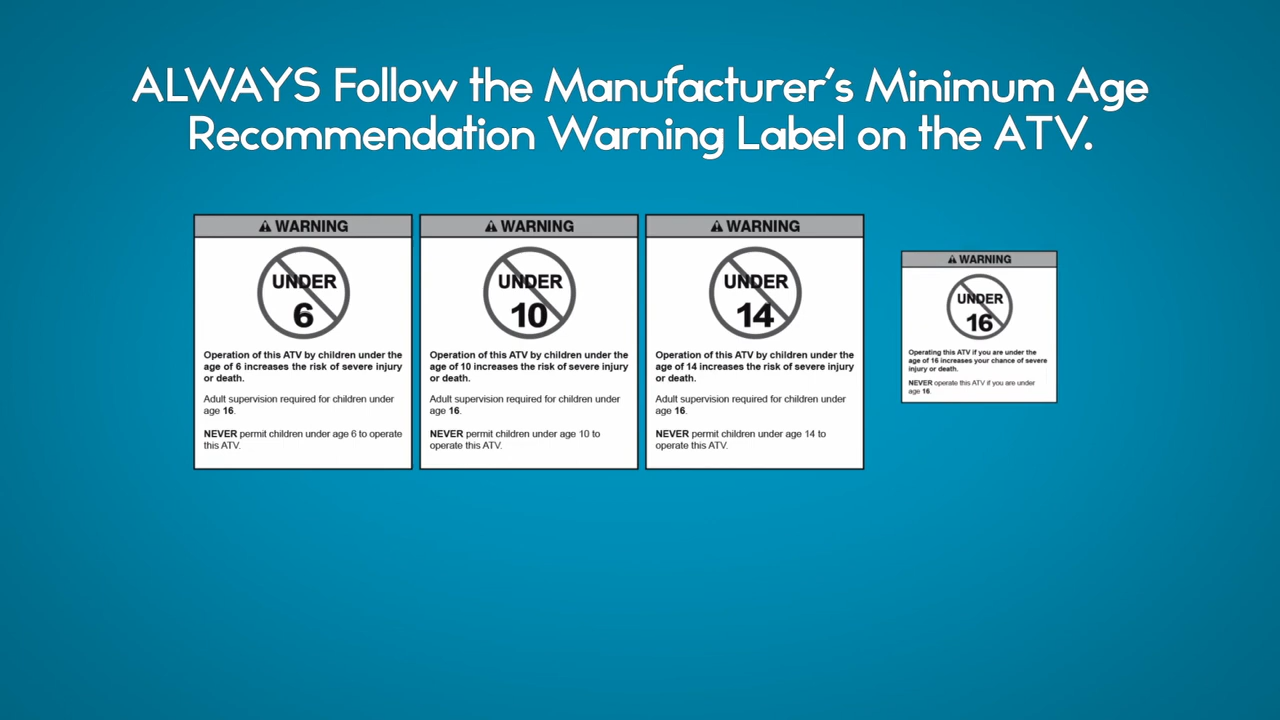 ALWAYS Follow the Manufacturer's Minimum Age
Recommendation Warning Label on the ATV.
⚠ WARNING
UNDER
6
Operation of this ATV by children under the
age of 6 increases the risk of severe injury
or death.
Adult supervision required for children under
age 16.
NEVER permit children under age 6 to operate
this ATV.
⚠ WARNING
UNDER
10
Operation of this ATV by children under the
age of 10 increases the risk of severe injury
or death.
Adult supervision required for children under
age 16.
NEVER permit children under age 10 to
operate this ATV.
⚠ WARNING
UNDER
14
Operation of this ATV by children under the
age of 14 increases the risk of severe injury
or death.
Adult supervision required for children under
age 16.
NEVER permit children under age 14 to
operate this ATV.
⚠ WARNING
UNDER
16
Operating this ATV if you are under the
age of 16 increases your chance of severe
injury or death.
NEVER operate this ATV if you are under
age 16.